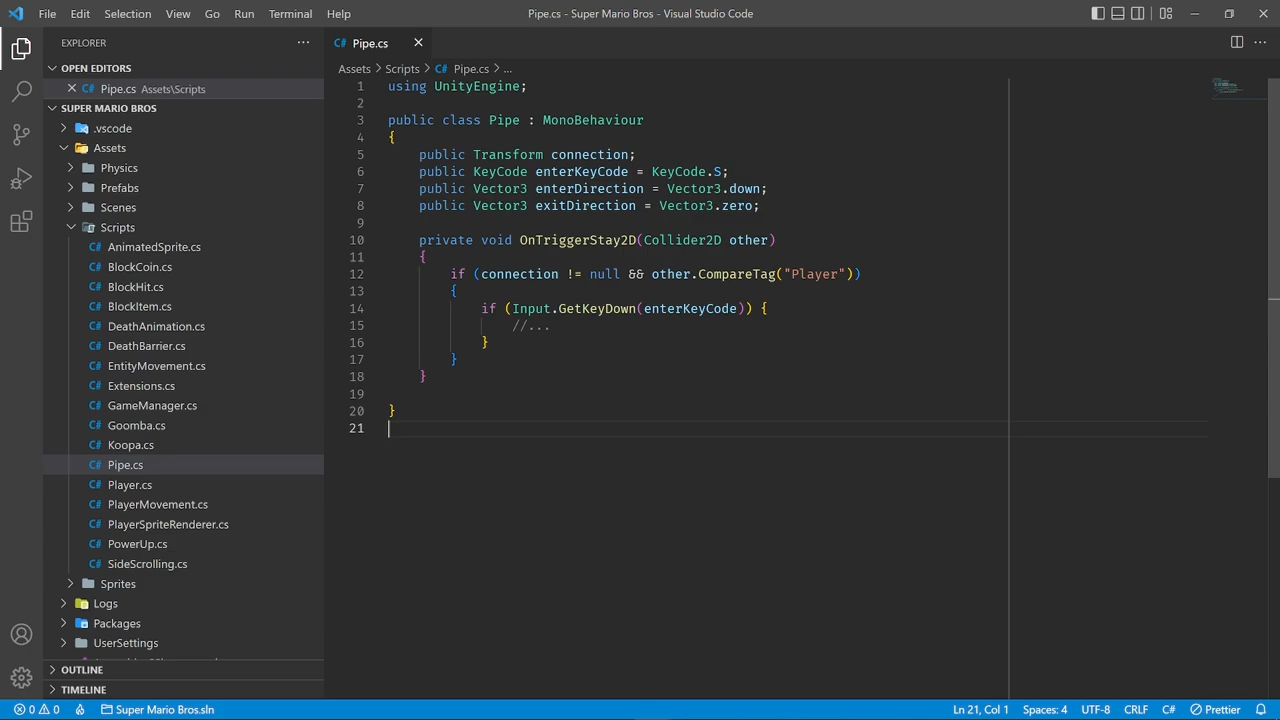 File Edit Selection View Go Run Terminal Help
Pipe.cs - Super Mario Bros - Visual Studio Code
EXPLORER
OPEN EDITORS
C# Pipe.cs Assets\Scripts
SUPER MARIO BROS
.vscode
Assets
Physics
Prefabs
Scenes
Scripts
C# AnimatedSprite.cs
C# BlockCoin.cs
C# BlockHit.cs
C# BlockItem.cs
C# DeathAnimation.cs
C# DeathBarrier.cs
C# EntityMovement.cs
C# Extensions.cs
C# GameManager.cs
C# Goomba.cs
C# Koopa.cs
C# Pipe.cs
C# Player.cs
C# PlayerMovement.cs
C# PlayerSpriteRenderer.cs
C# PowerUp.cs
C# SideScrolling.cs
Sprites
Logs
Packages
UserSettings
OUTLINE
TIMELINE
C# Pipe.cs
Assets > Scripts > C# Pipe.cs > ...
1 using UnityEngine;
2
3 public class Pipe : MonoBehaviour
4 {
5     public Transform connection;
6     public KeyCode enterKeyCode = KeyCode.S;
7     public Vector3 enterDirection = Vector3.down;
8     public Vector3 exitDirection = Vector3.zero;
9
10     private void OnTriggerStay2D(Collider2D other)
11     {
12         if (connection != null && other.CompareTag("Player"))
13         {
14             if (Input.GetKeyDown(enterKeyCode)) {
15                 //...
16             }
17         }
18     }
19
20 }
21
0 0 Super Mario Bros.sln
Ln 21, Col 1 Spaces: 4 UTF-8 CRLF C# Prettier